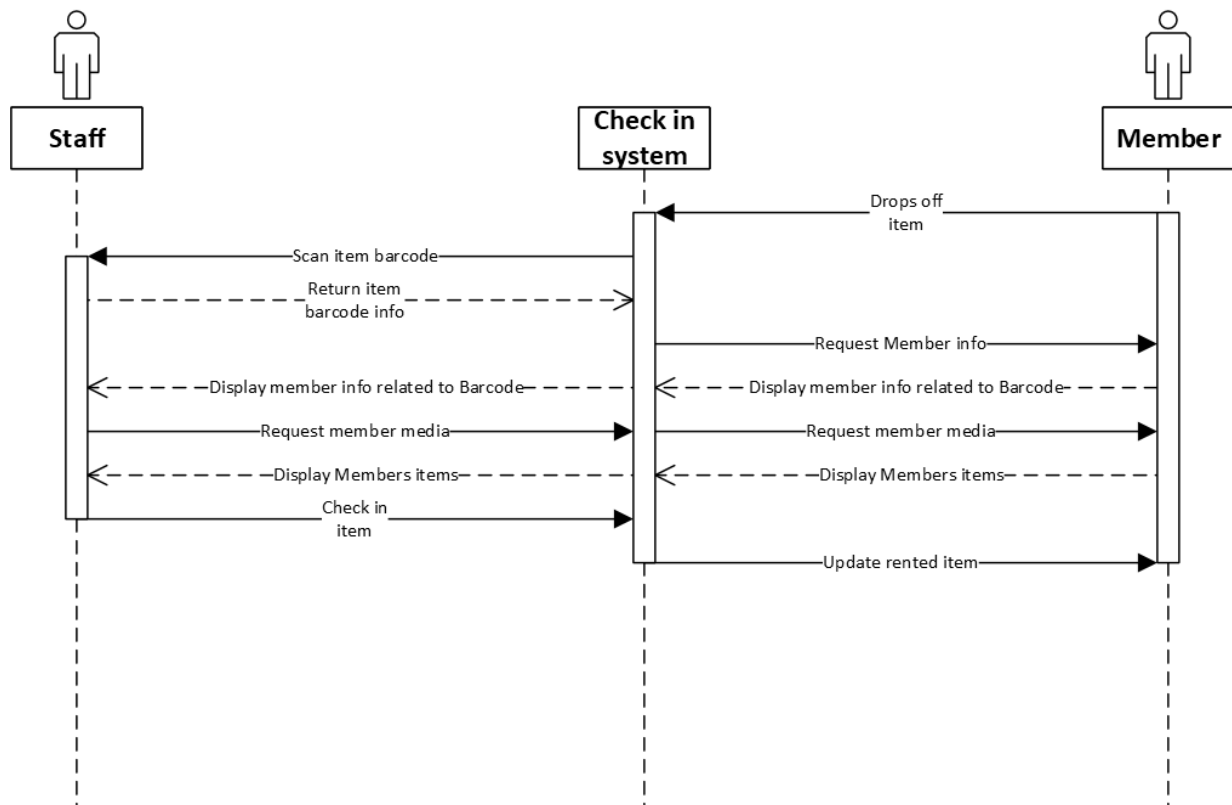 Staff
Check in
system
Member
Drops off
item
Scan item barcode
Return item
barcode info
Request Member info
Display member info related to Barcode
Display member info related to Barcode
Request member media
Request member media
Display Members items
Display Members items
Check in
item
Update rented item